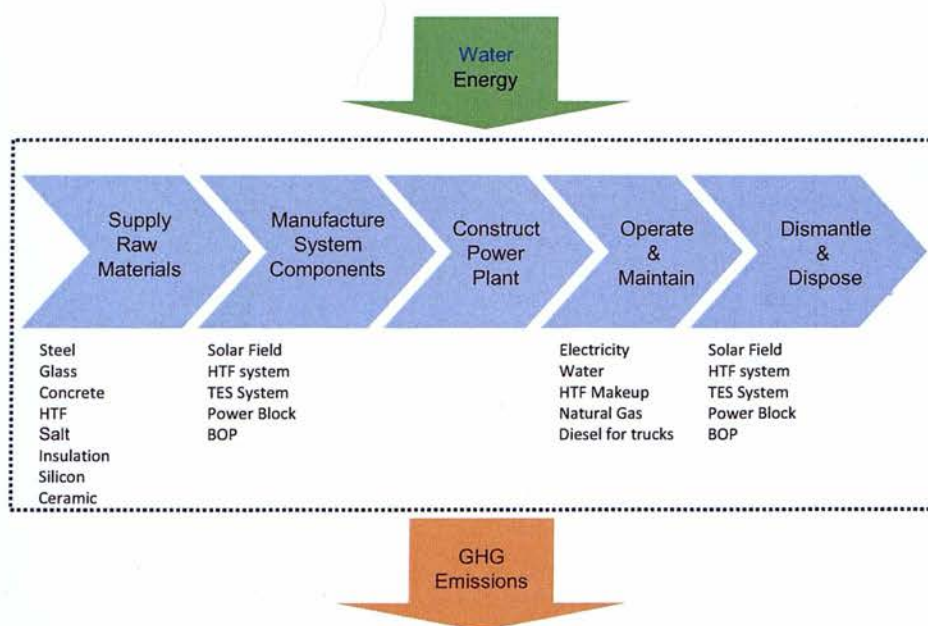 Water
Energy
Supply
Raw
Materials
Manufacture
System
Components
Construct
Power
Plant
Operate
&
Maintain
Dismantle
&
Dispose
Steel
Glass
Concrete
HTF
Salt
Insulation
Silicon
Ceramic
Solar Field
HTF system
TES System
Power Block
BOP
Electricity
Water
HTF Makeup
Natural Gas
Diesel for trucks
Solar Field
HTF system
TES System
Power Block
BOP
GHG
Emissions